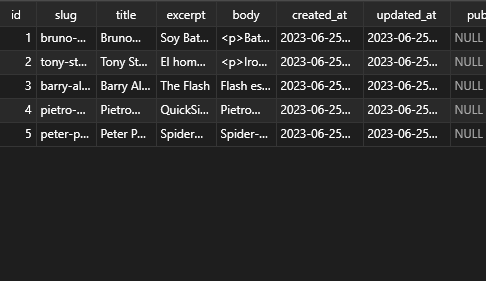 id slug title excerpt body created_at updated_at pub
1 bruno-... Bruno... Soy Bat... <p>Bat... 2023-06-25... 2023-06-25... NULL
2 tony-st... Tony St... El hom... <p>Iro... 2023-06-25... 2023-06-25... NULL
3 barry-al... Barry Al... The Flash Flash es... 2023-06-25... 2023-06-25... NULL
4 pietro-... Pietro... QuickSi... Pietro... 2023-06-25... 2023-06-25... NULL
5 peter-p... Peter P... Spider... Spider-... 2023-06-25... 2023-06-25... NULL